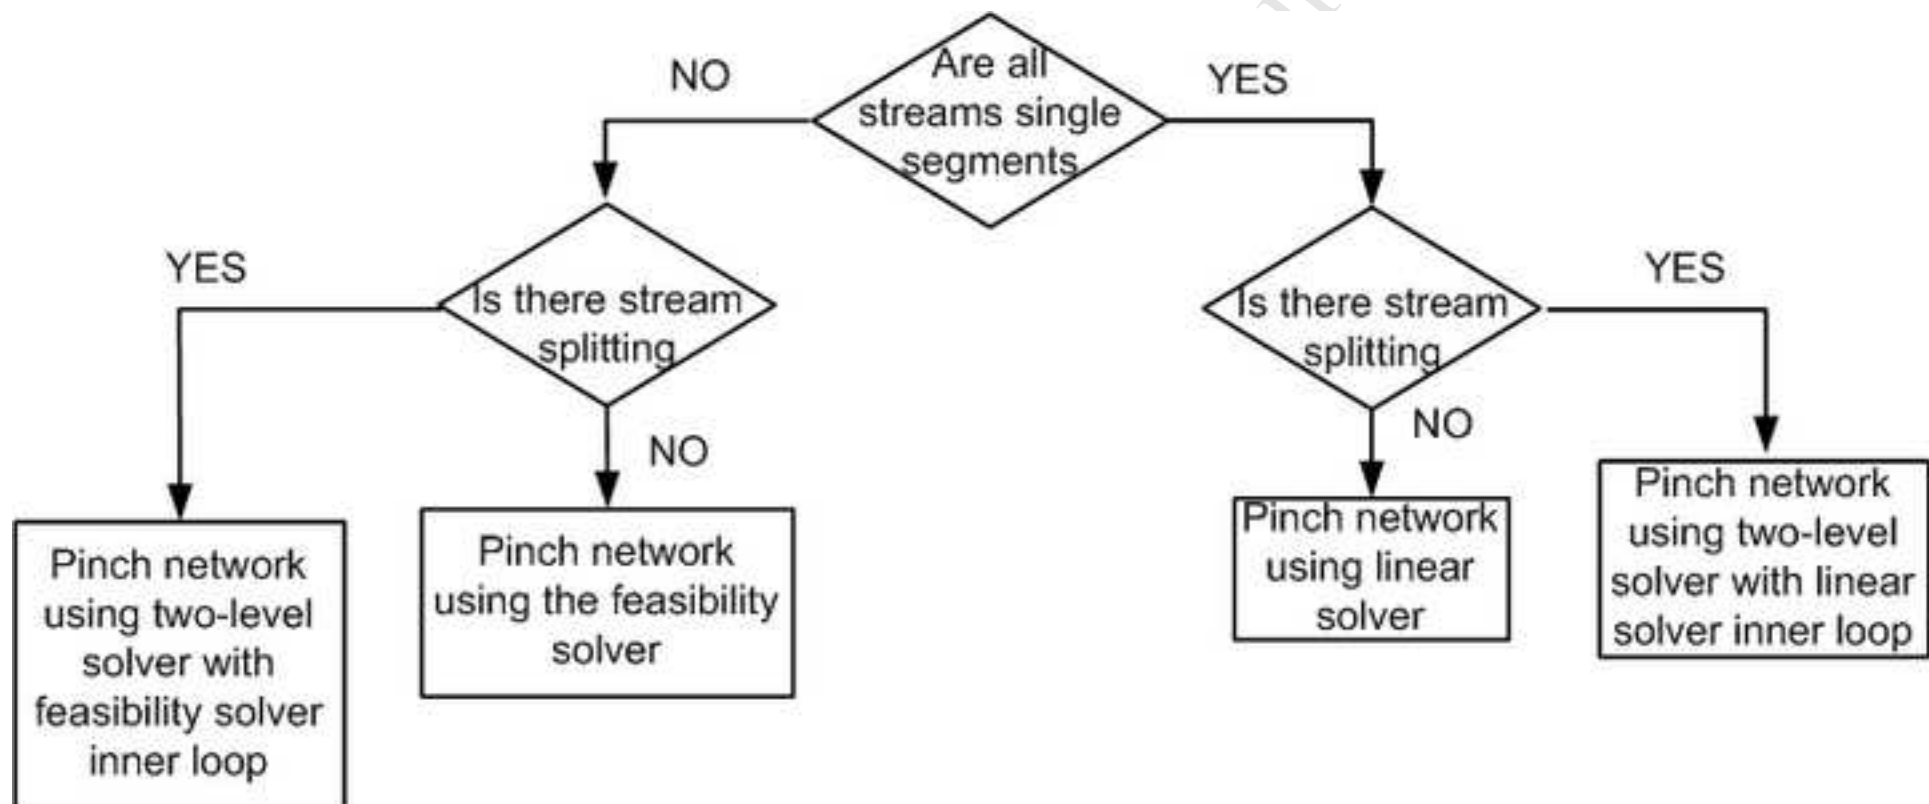 Are all
streams single
segments
NO
YES
Is there stream
splitting
Is there stream
splitting
YES
NO
NO
YES
Pinch network
using two-level
solver with
feasibility solver
inner loop
Pinch network
using the feasibility
solver
Pinch network
using linear
solver
Pinch network
using two-level
solver with linear
solver inner loop